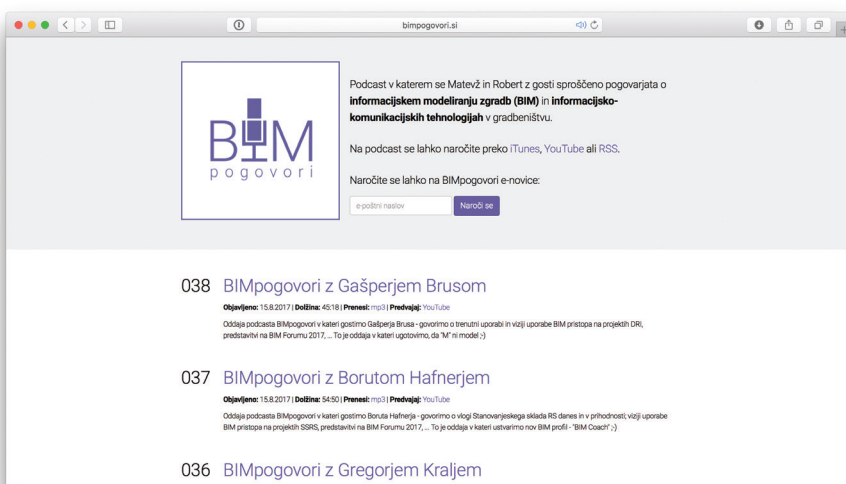 bimpogovori.si
BIM
pogovori
Podcast v katerem se Matevž in Robert z gosti sproščeno pogovarjata o
informacijskem modeliranju zgradb (BIM) in informacijsko-
komunikacijskih tehnologijah v gradbeništvu.
Na podcast se lahko naročite preko iTunes, YouTube ali RSS.
Naročite se lahko na BIMpogovori e-novice:
e-poštni naslov
Naroči se
038 BIMpogovori z Gašperjem Brusom
Objavljeno: 15.8.2017 | Dolžina: 45:18 | Prenesi: mp3 | Predvajaj: YouTube
Oddaja podcasta BIMpogovori v kateri gostimo Gašperja Brusa - govorimo o trenutni uporabi in viziji uporabe BIM pristopa na projektih DRI,
predstavitvi na BIM Forumu 2017, ... To je oddaja v kateri ugotovimo, da "M" ni model ;-)
037 BIMpogovori z Borutom Hafnerjem
Objavljeno: 15.8.2017 | Dolžina: 54:50 | Prenesi: mp3 | Predvajaj: YouTube
Oddaja podcasta BIMpogovori v kateri gostimo Boruta Hafnerja - govorimo o vlogi Stanovanjeskega sklada RS danes in v prihodnosti; viziji uporabe
BIM pristopa na projektih SSRS, predstavitvi na BIM Forumu 2017, ... To je oddaja v kateri ustvarimo nov BIM profil - "BIM Coach" ;-)
036 BIMpogovori z Gregorjem Kraljem